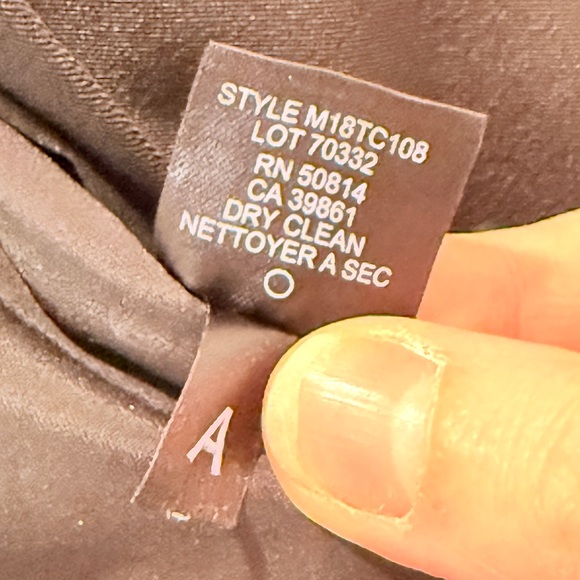 STYLE M18TC108
LOT 70332
RN 50814
CA 39861
DRY CLEAN
NETTOYER A SEC
A